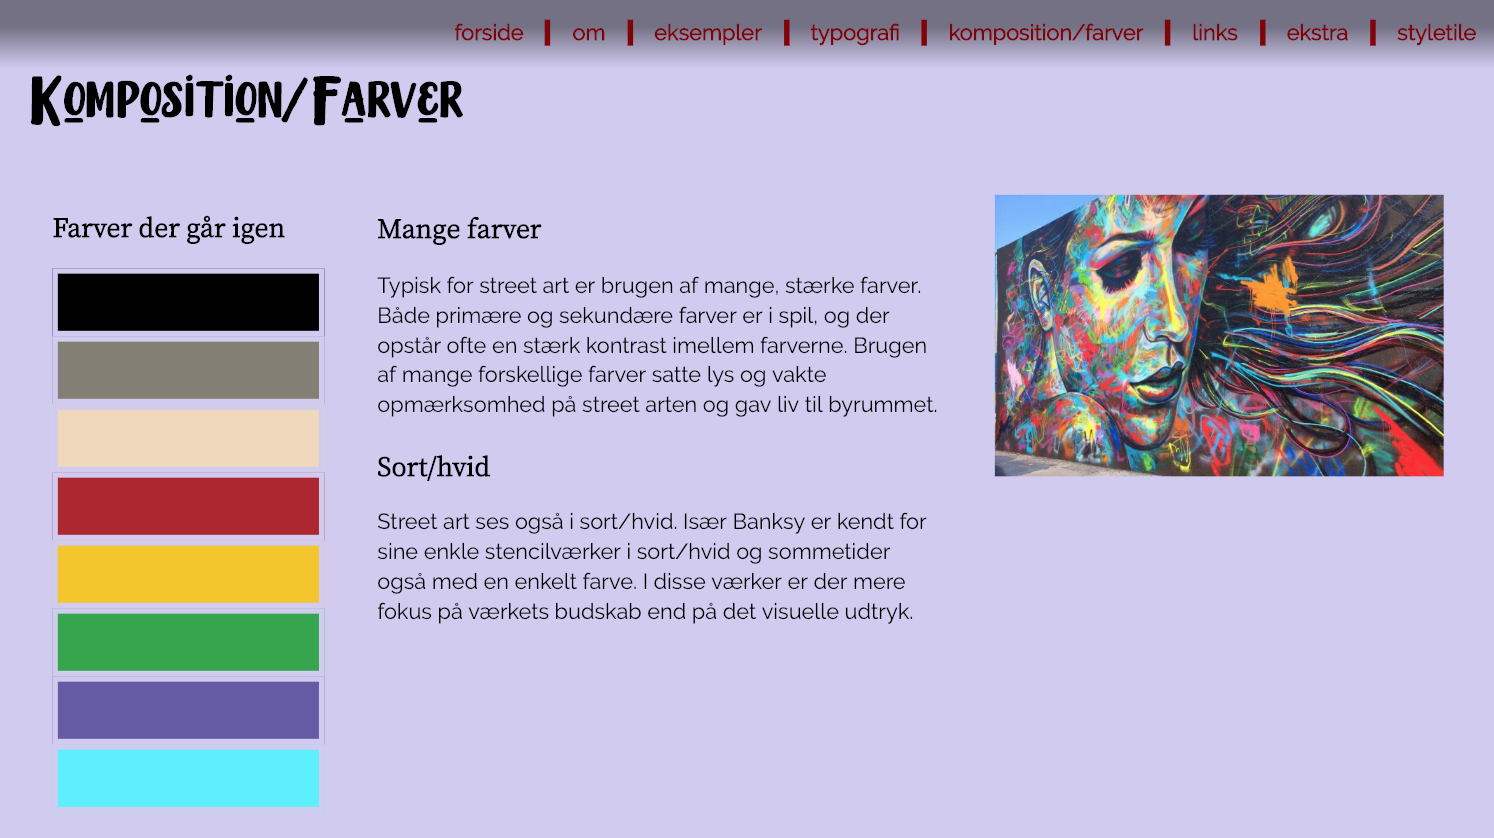 forside | om | eksempler | typografi | komposition/farver | links | ekstra | styletile
Komposition/Farver
Farver der går igen
Mange farver
Typisk for street art er brugen af mange, stærke farver.
Både primære og sekundære farver er i spil, og der
opstår ofte en stærk kontrast imellem farverne. Brugen
af mange forskellige farver satte lys og vakte
opmærksomhed på street arten og gav liv til byrummet.
Sort/hvid
Street art ses også i sort/hvid. Især Banksy er kendt for
sine enkle stencilværker i sort/hvid og sommetider
også med en enkelt farve. I disse værker er der mere
fokus på værkets budskab end på det visuelle udtryk.